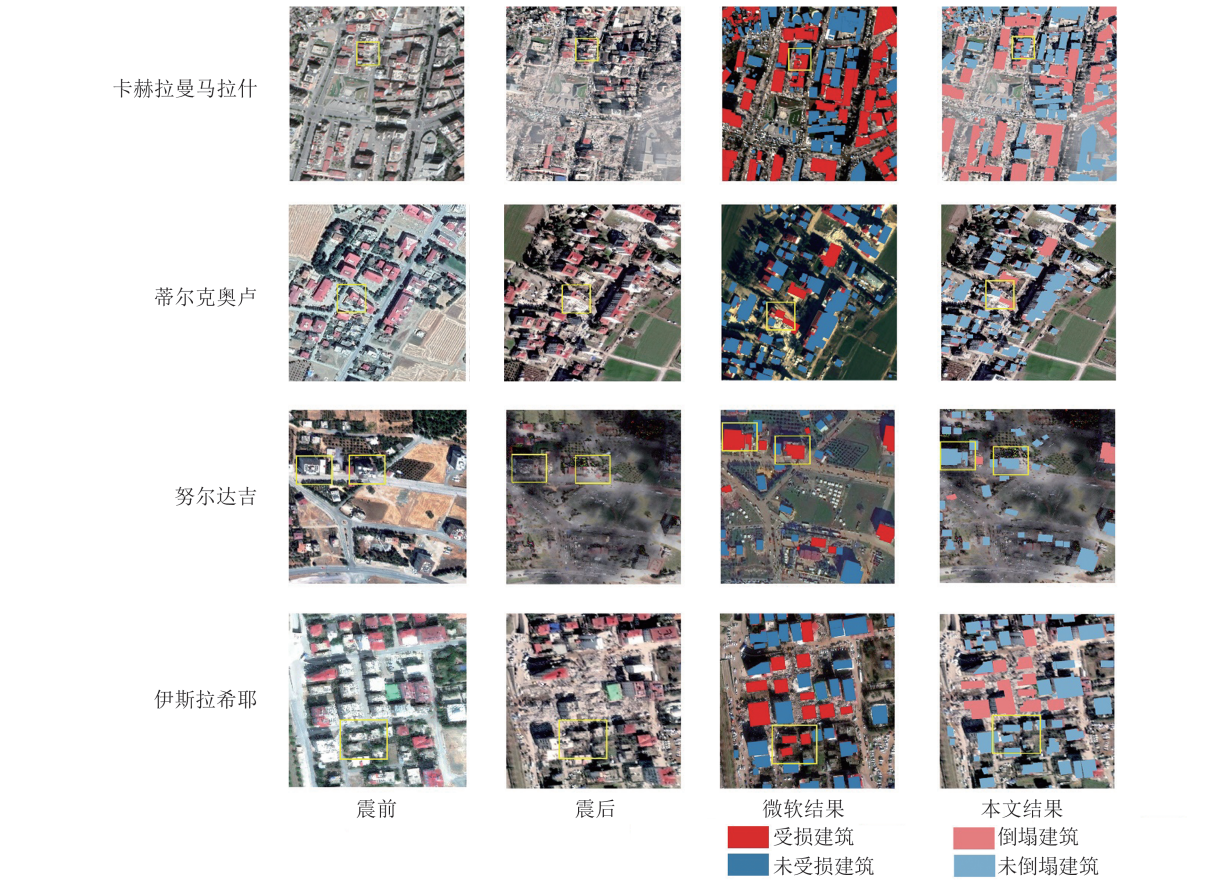 卡赫拉曼马拉什
蒂尔克奥卢
努尔达吉
伊斯拉希耶
震前
震后
微软结果
本文结果
受损建筑
倒塌建筑
未受损建筑
未倒塌建筑